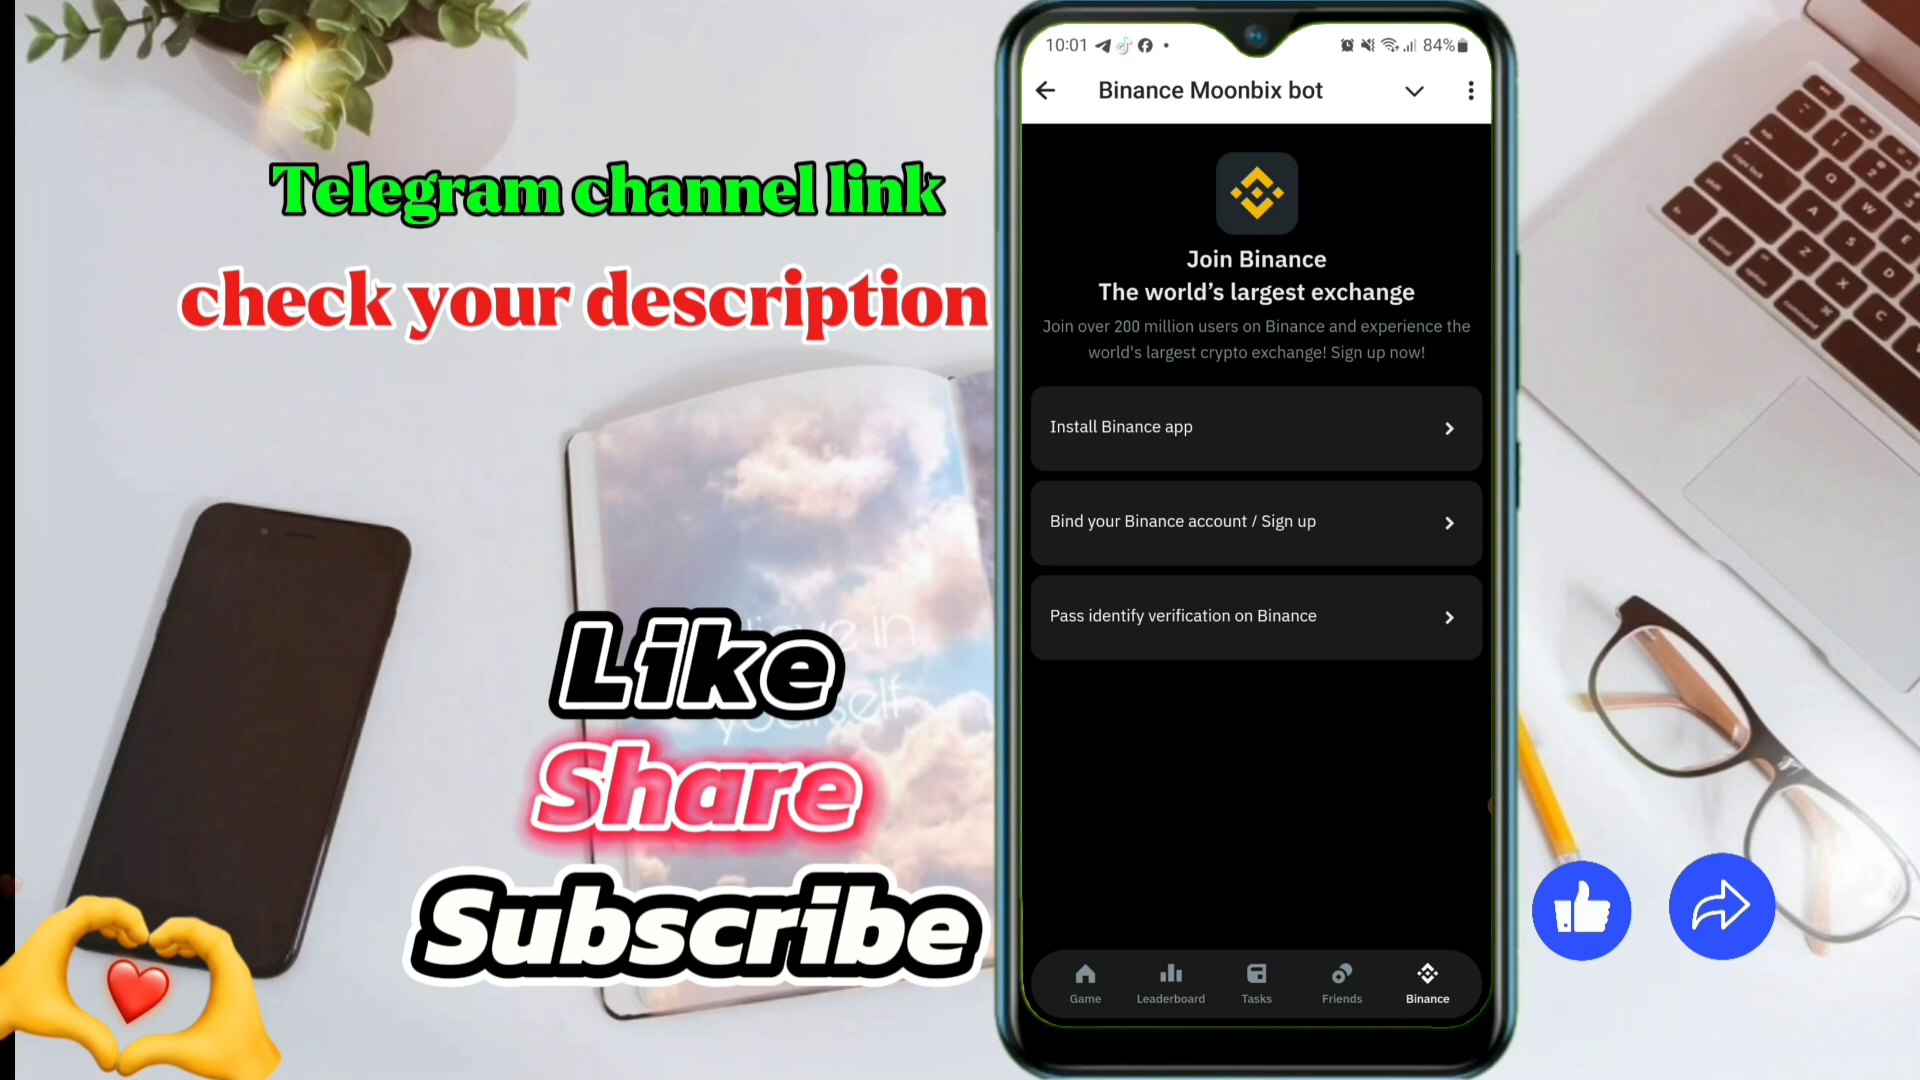 Telegram channel link
check your description
Like
Share
Subscribe
10:01
84%
Binance Moonbix bot
Join Binance
The world's largest exchange
Join over 200 million users on Binance and experience the
world's largest crypto exchange! Sign up now!
Install Binance app
Bind your Binance account / Sign up
Pass identify verification on Binance
Game
Leaderboard
Tasks
Friends
Binance